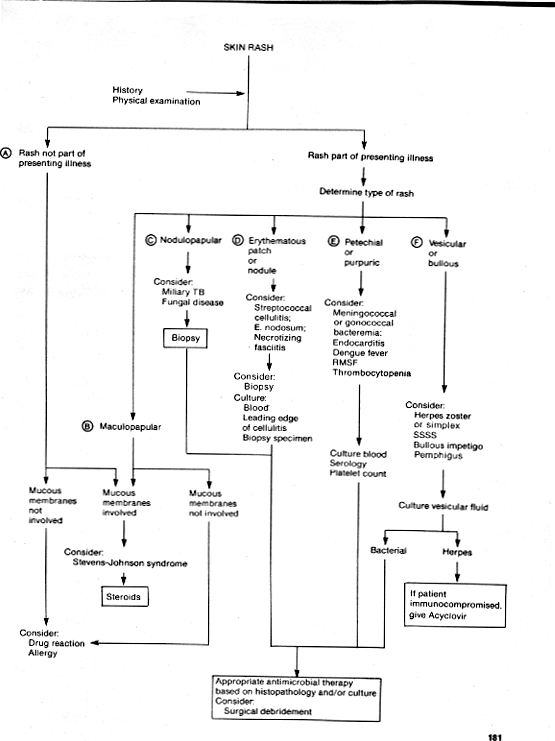 SKIN RASH
History
Physical examination
Ⓐ Rash not part of
presenting illness
Rash part of presenting illness
Determine type of rash
Ⓒ Nodulopapular
Consider:
Miliary TB
Fungal disease
Biopsy
Ⓓ Erythematous
patch
or
nodule
Consider:
Streptococcal
cellulitis;
E. nodosum;
Necrotizing
fasciitis
Consider:
Biopsy
Culture:
Blood
Leading edge
of cellulitis
Biopsy specimen
Ⓔ Petechial
or
purpuric
Consider:
Meningococcal
or gonococcal
bacteremia:
Endocarditis
Dengue fever
RMSF
Thrombocytopenia
Culture blood
Serology
Platelet count
Ⓕ Vesicular
or
bullous
Consider:
Herpes zoster
or simplex
SSSS
Bullous impetigo
Pemphigus
Culture vesicular fluid
Bacterial
Herpes
If patient
immunocompromised,
give Acyclovir
Ⓑ Maculopapular
Mucous
membranes
not
involved
Mucous
membranes
involved
Mucous
membranes
not involved
Consider:
Stevens-Johnson syndrome
Steroids
Consider:
Drug reaction
Allergy
Appropriate antimicrobial therapy
based on histopathology and/or culture
Consider:
Surgical debridement
181